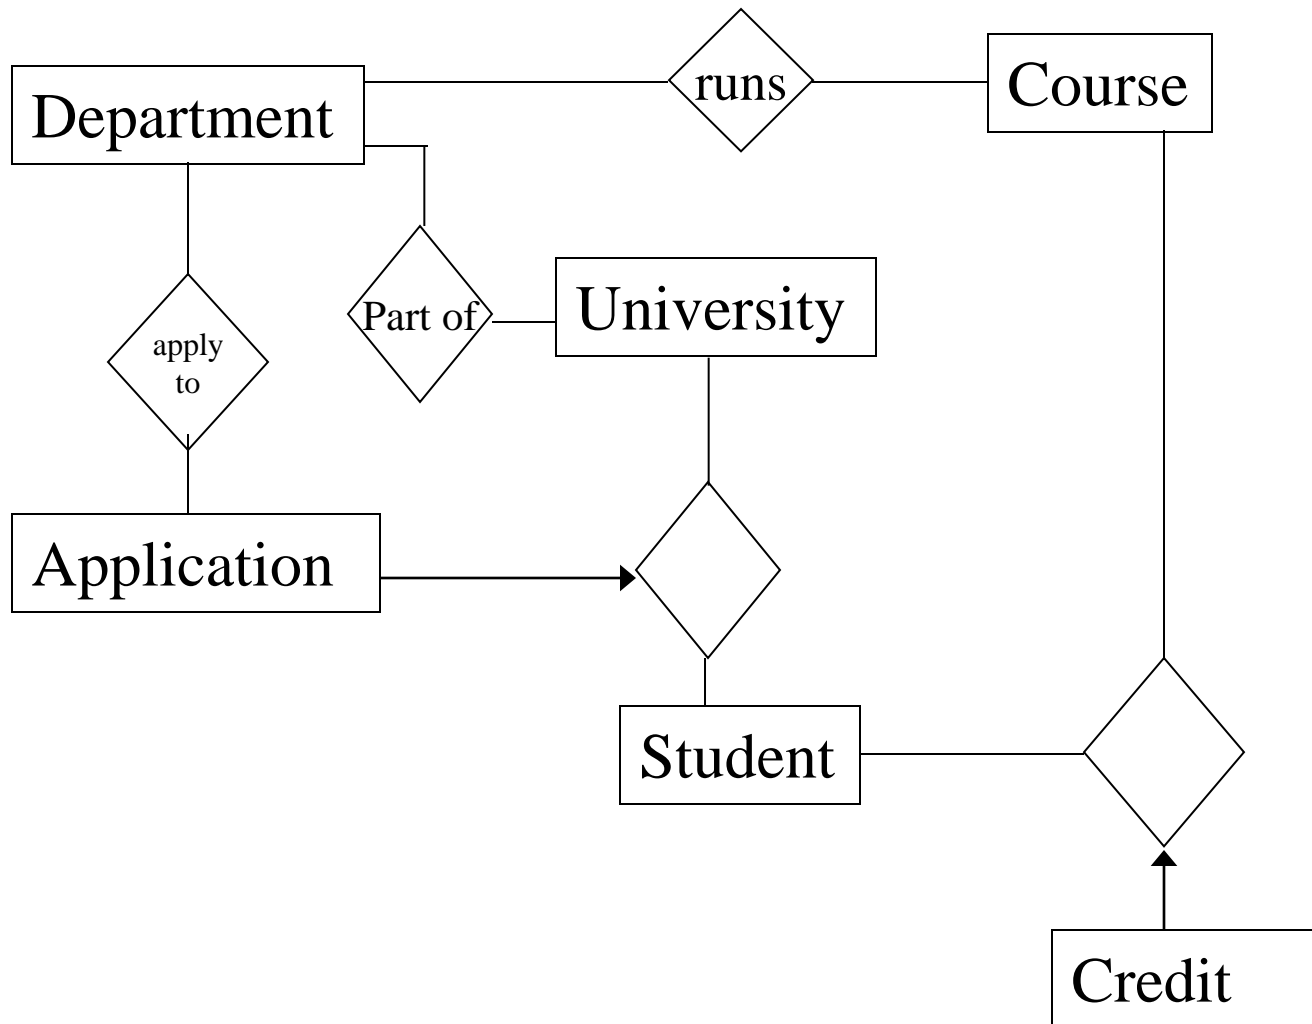 runs
Course
Department
University
Part of
apply
to
Application
Student
Credit